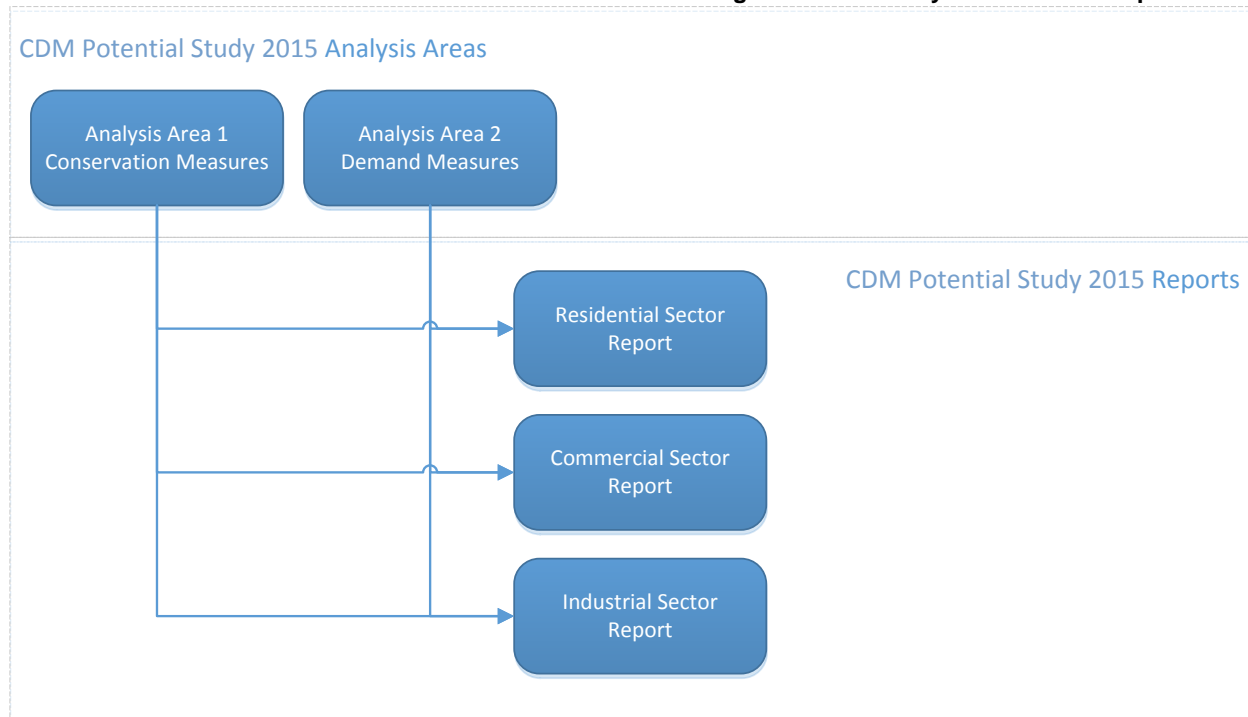 CDM Potential Study 2015 Analysis Areas
Analysis Area 1
Conservation Measures
Analysis Area 2
Demand Measures
CDM Potential Study 2015 Reports
Residential Sector
Report
Commercial Sector
Report
Industrial Sector
Report